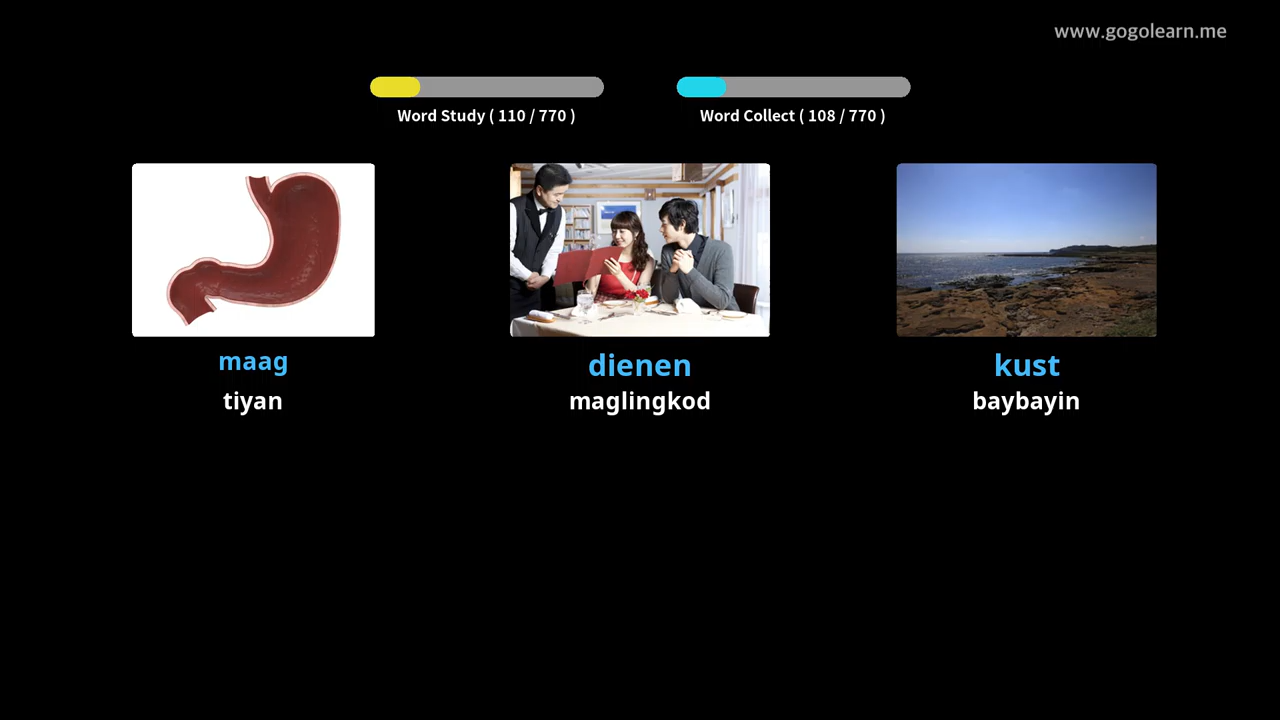 www.gogolearn.me
Word Study ( 110 / 770 )
Word Collect ( 108 / 770 )
maag
tiyan
dienen
maglingkod
kust
baybayin